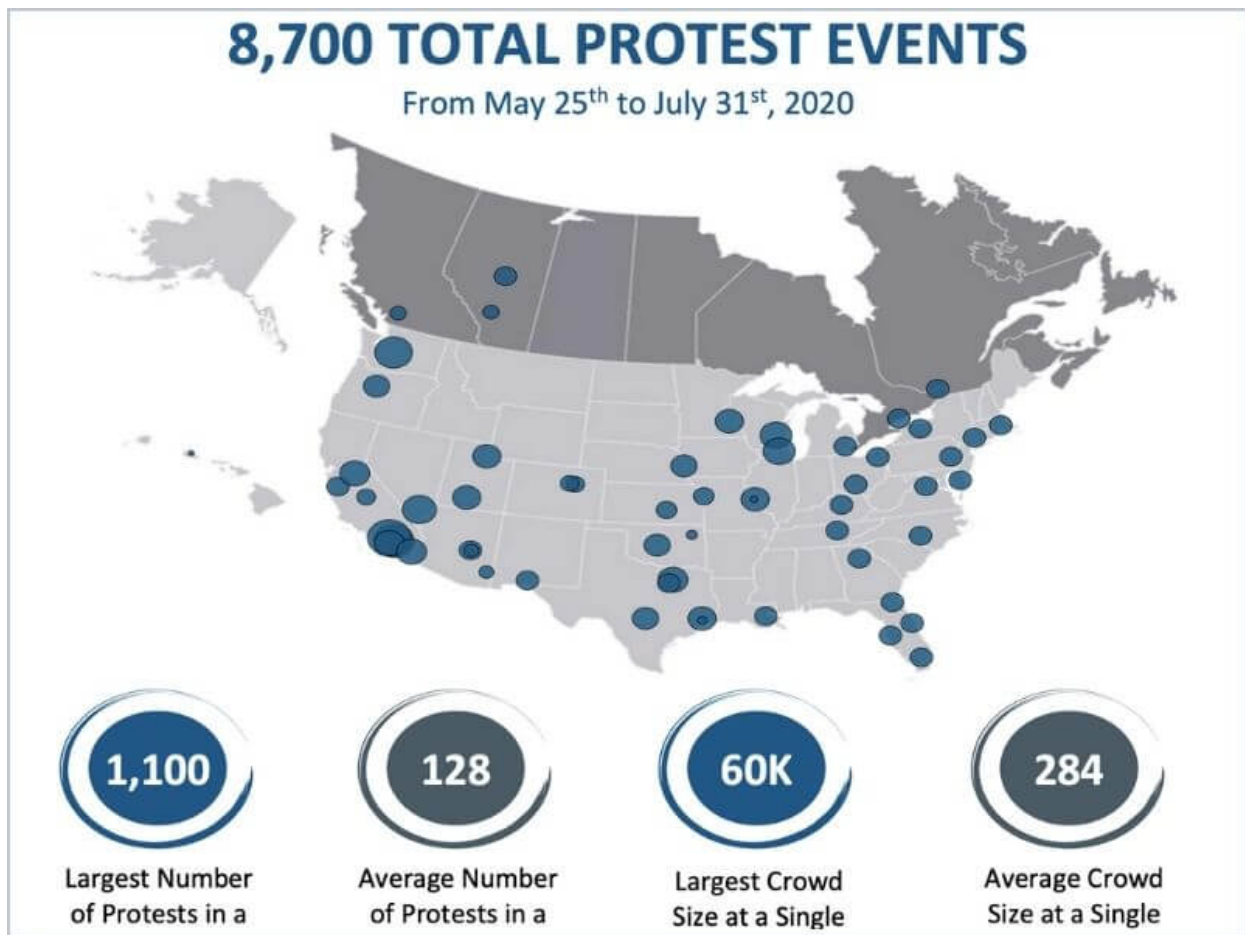 8,700 TOTAL PROTEST EVENTS
From May 25th to July 31st, 2020
1,100
128
60K
284
Largest Number
of Protests in a
Average Number
of Protests in a
Largest Crowd
Size at a Single
Average Crowd
Size at a Single